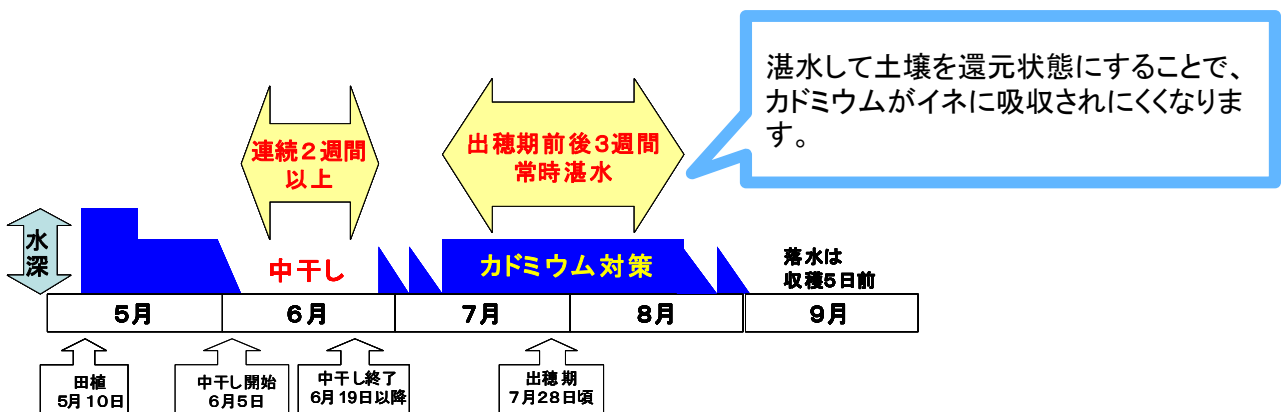 湛水して土壌を還元状態にすることで、
カドミウムがイネに吸収されにくくなりま
す。
連続2週間
以上
出穂期前後3週間
常時湛水
水
深
中干し
カドミウム対策
落水は
収穫5日前
5月
6月
7月
8月
9月
田植
5月10日
中干し開始
6月5日
中干し終了
6月19日以降
出穂期
7月28日頃